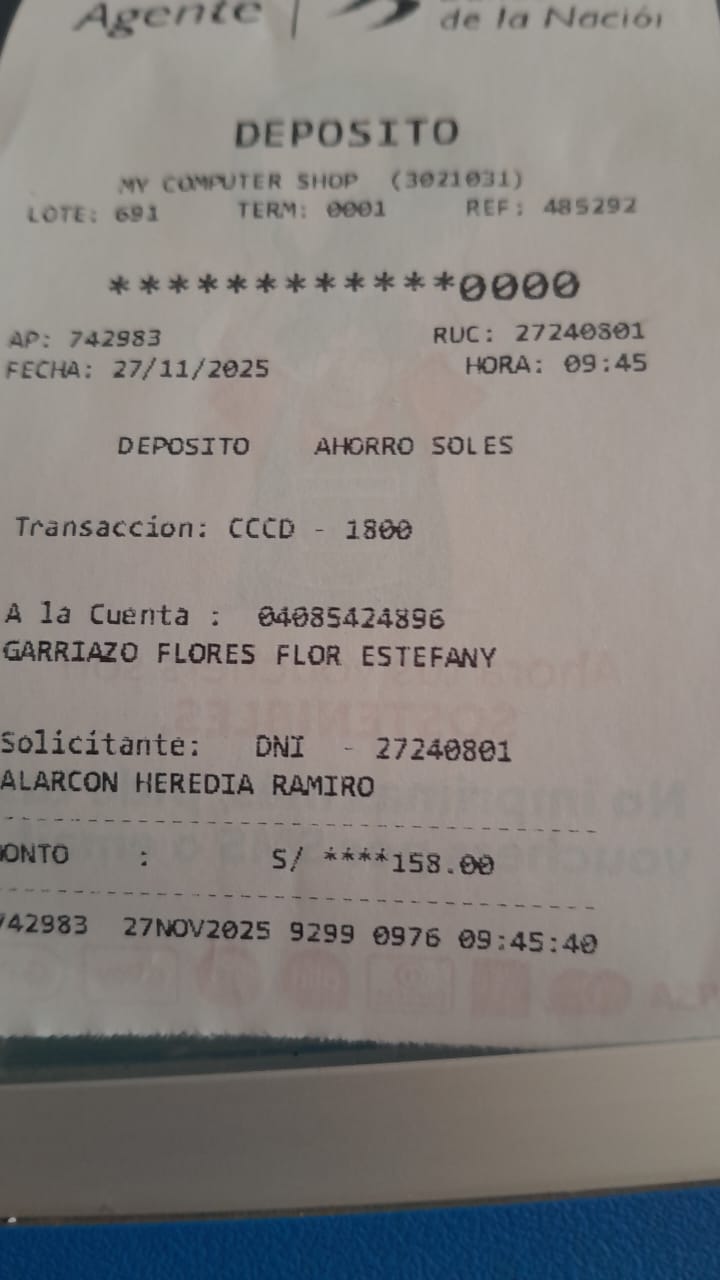 Agente | de la Nación
DEPOSITO
MY COMPUTER SHOP (3021031)
LOTE: 691 TERM: 0001 REF: 485292
************0000
AP: 742983 RUC: 27240801
FECHA: 27/11/2025 HORA: 09:45
DEPOSITO AHORRO SOLES
Transaccion: CCCD - 1800
A la Cuenta : 04085424896
GARRIAZO FLORES FLOR ESTEFANY
Solicitante: DNI - 27240801
ALARCON HEREDIA RAMIRO
ONTO : S/ ****158.00
742983 27NOV2025 9299 0976 09:45:40